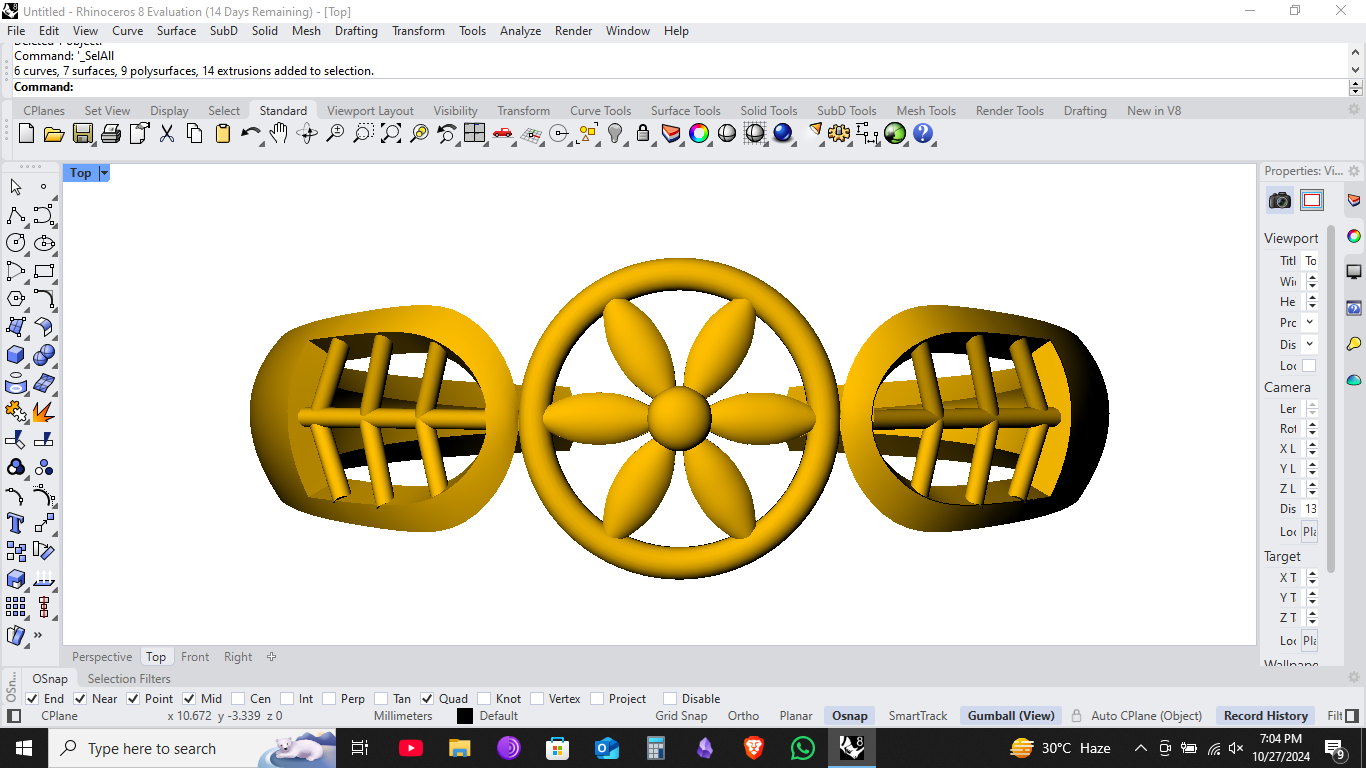 Untitled - Rhinoceros 8 Evaluation (14 Days Remaining) - [Top]
File Edit View Curve Surface SubD Solid Mesh Drafting Transform Tools Analyze Render Window Help
Deleted 1 object.
Command: '_SelAll
6 curves, 7 surfaces, 9 polysurfaces, 14 extrusions added to selection.
Command:
CPlanes Set View Display Select Standard Viewport Layout Visibility Transform Curve Tools Surface Tools Solid Tools SubD Tools Mesh Tools Render Tools Drafting New in V8
Top
Properties: Vi...
Viewport
Titl To
Wi
He
Prc
Dis
Loc
Camera
Ler
Rot
X L
Y L
Z L
Dis 13
Loc Pla
Target
X T
Y T
Z T
Loc Pla
Wallpape
Perspective Top Front Right
OSn...
OSnap Selection Filters
End Near Point Mid Cen Int Perp Tan Quad Knot Vertex Project Disable
CPlane x 10.672 y -3.339 z 0 Millimeters Default Grid Snap Ortho Planar Osnap SmartTrack Gumball (View) Auto CPlane (Object) Record History Filt
Type here to search
30°C Haze
7:04 PM
10/27/2024
9